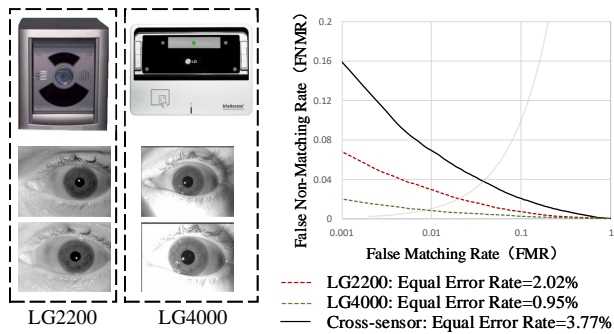 LG
IrisAccess
LG2200
LG4000
False Non-Matching Rate (FNMR)
0.2
0.16
0.12
0.08
0.04
0
0.001
0.01
0.1
1
False Matching Rate (FMR)
LG2200: Equal Error Rate=2.02%
LG4000: Equal Error Rate=0.95%
Cross-sensor: Equal Error Rate=3.77%